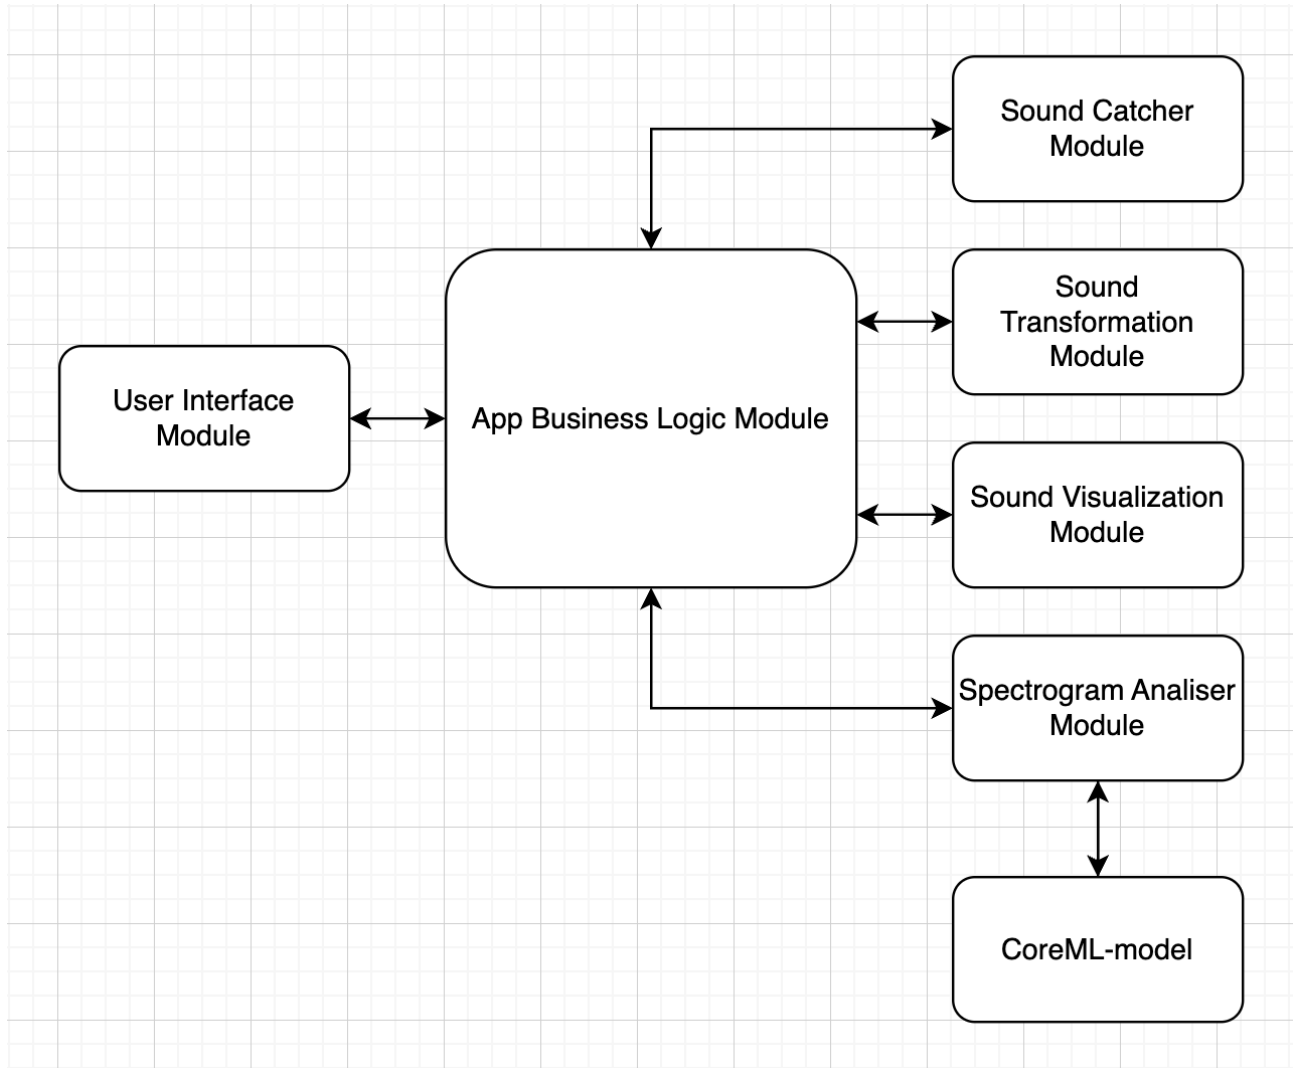 Sound Catcher
Module
Sound
Transformation
Module
User Interface
Module
App Business Logic Module
Sound Visualization
Module
Spectrogram Analiser
Module
CoreML-model